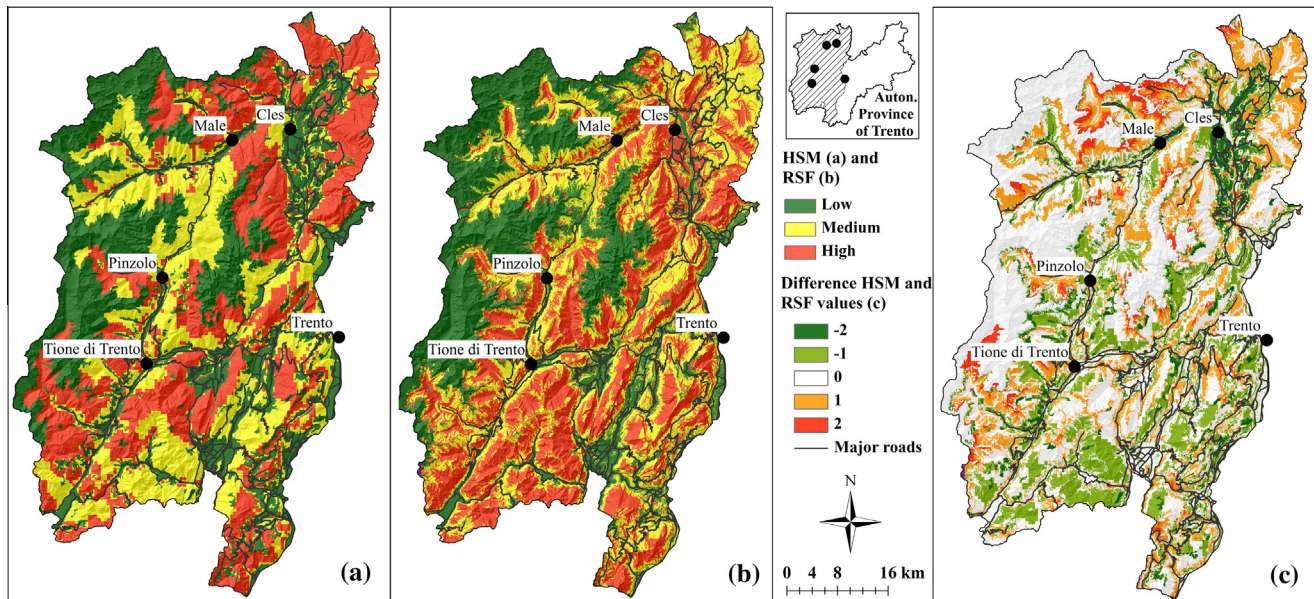 Male
Cles
Pinzolo
Trento
Tione di Trento
(a)
Male
Cles
Pinzolo
Trento
Tione di Trento
(b)
Auton.
Province
of Trento
HSM (a) and
RSF (b)
Low
Medium
High
Difference HSM and
RSF values (c)
-2
-1
0
1
2
Major roads
N
0 4 8 16 km
Male
Cles
Pinzolo
Trento
Tione di Trento
(c)